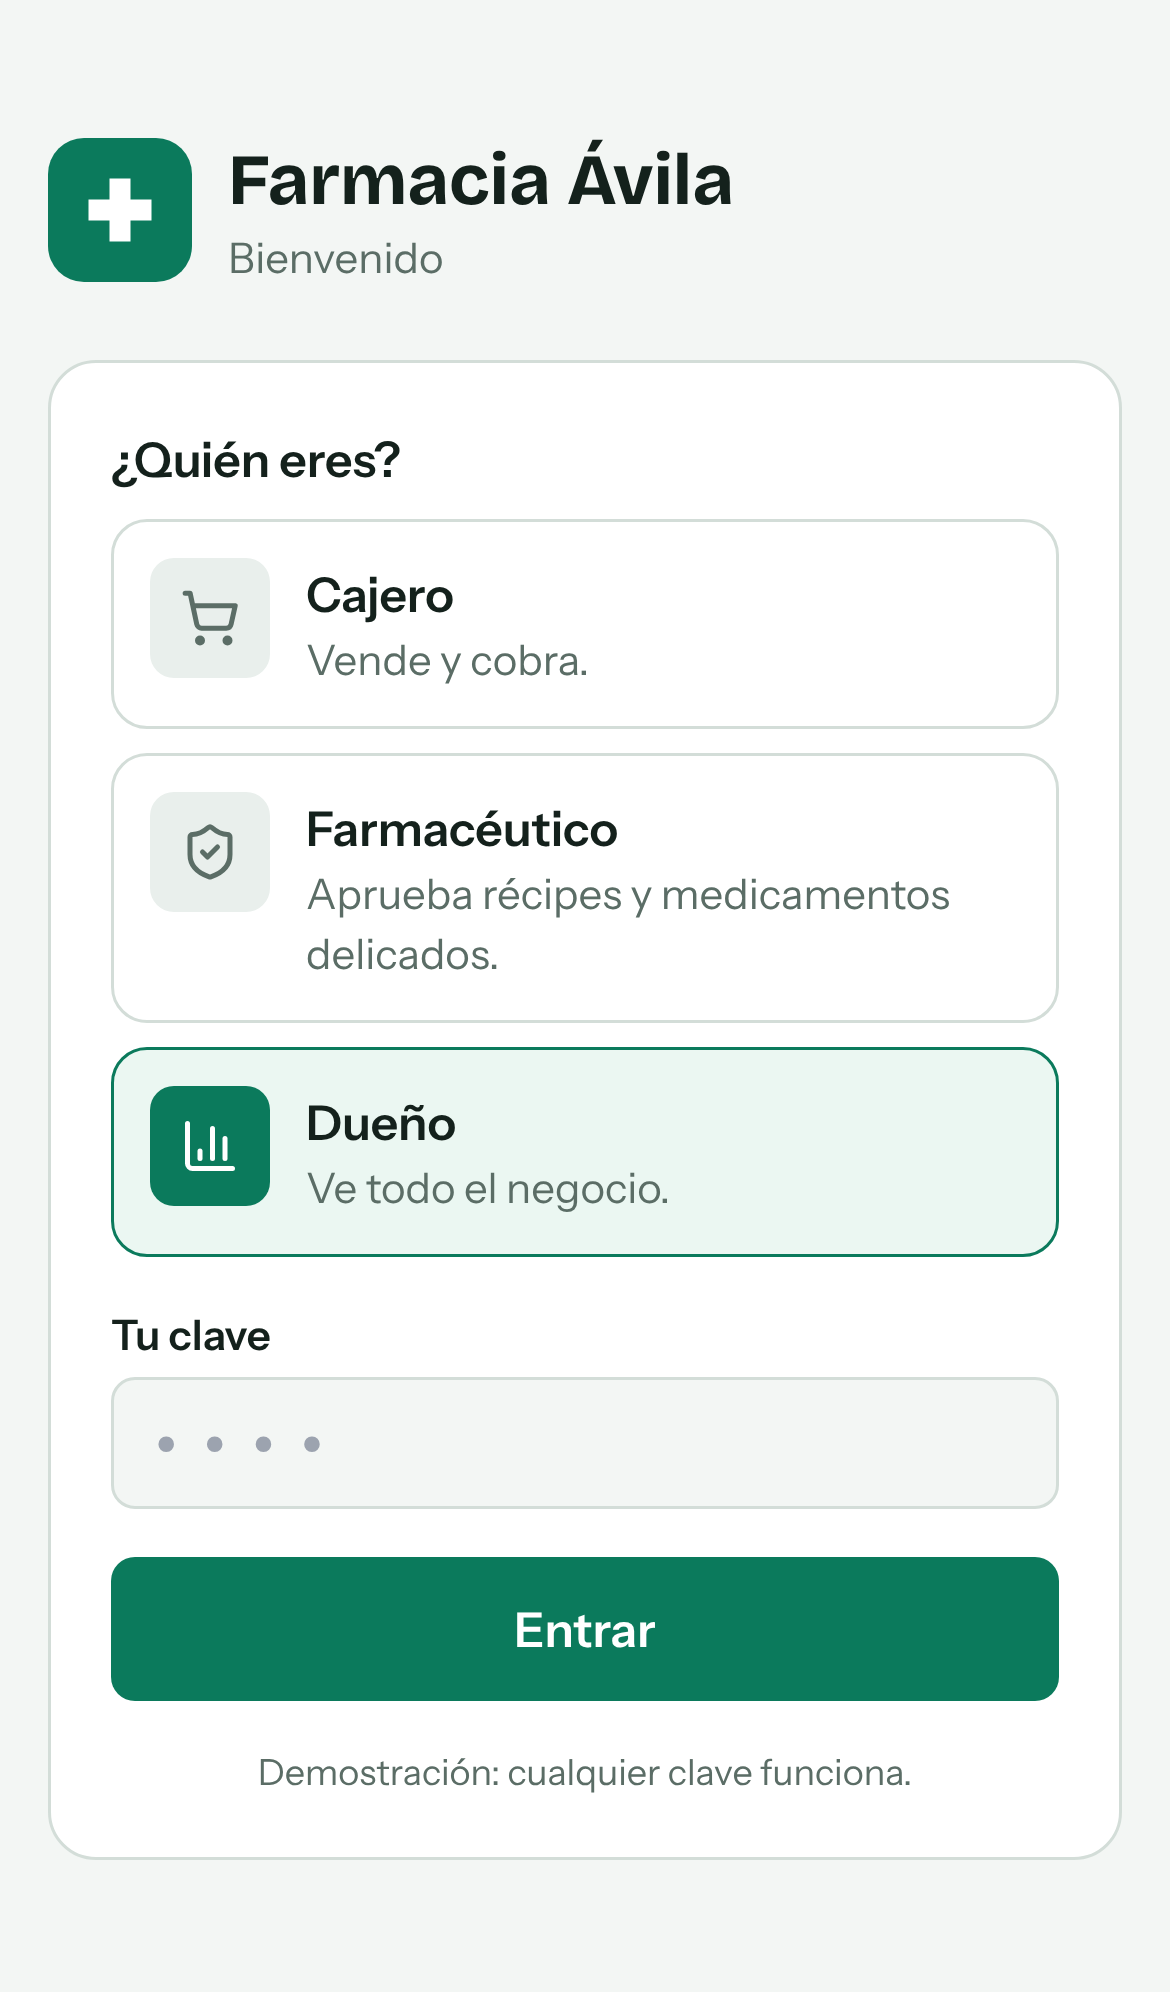 Farmacia Ávila
Bienvenido
¿Quién eres?
Cajero
Vende y cobra.
Farmacéutico
Aprueba récipes y medicamentos
delicados.
Dueño
Ve todo el negocio.
Tu clave
• • • •
Entrar
Demostración: cualquier clave funciona.